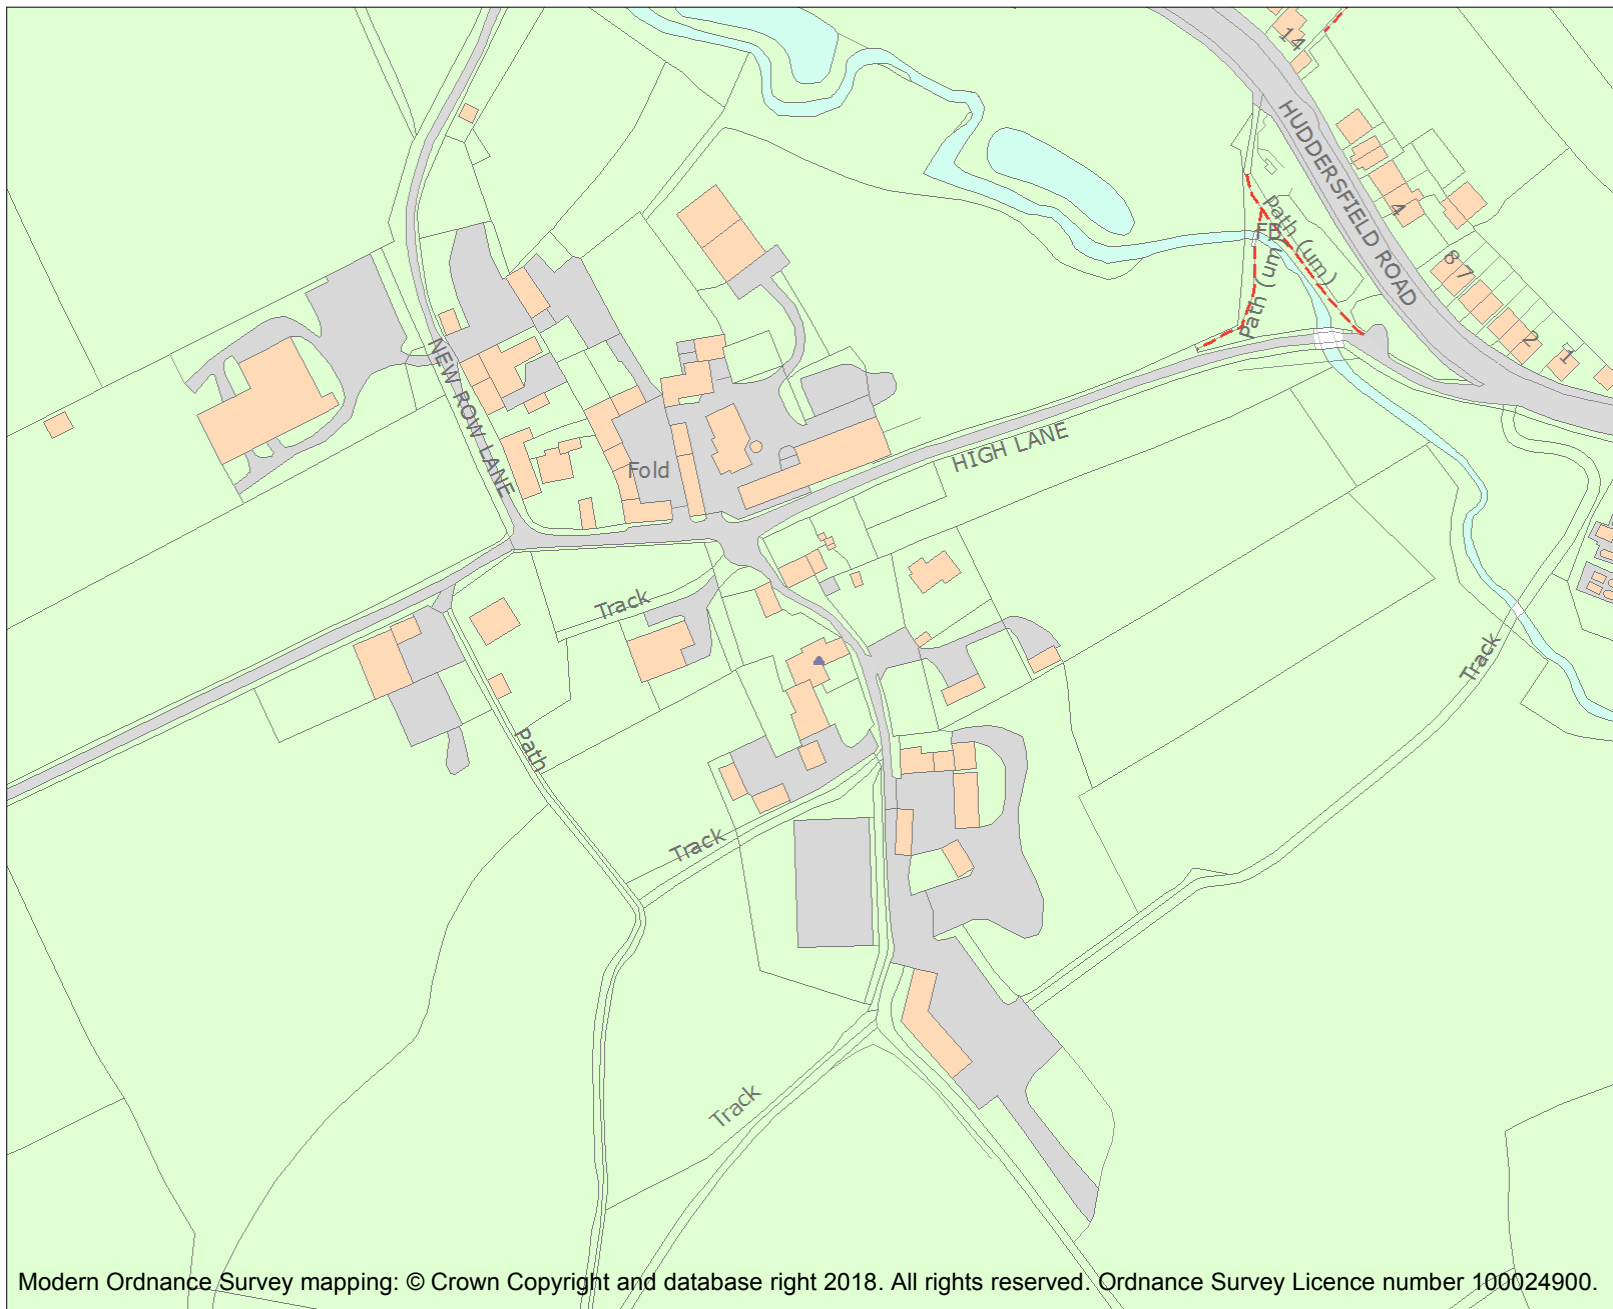 14
HUDDERSFIELD ROAD
4
Path (um)
FB
Path (um)
8 7
2
1
NEW ROW LANE
HIGH LANE
Fold
Track
Track
Path
Track
Track
Modern Ordnance Survey mapping: © Crown Copyright and database right 2018. All rights reserved. Ordnance Survey Licence number 100024900.